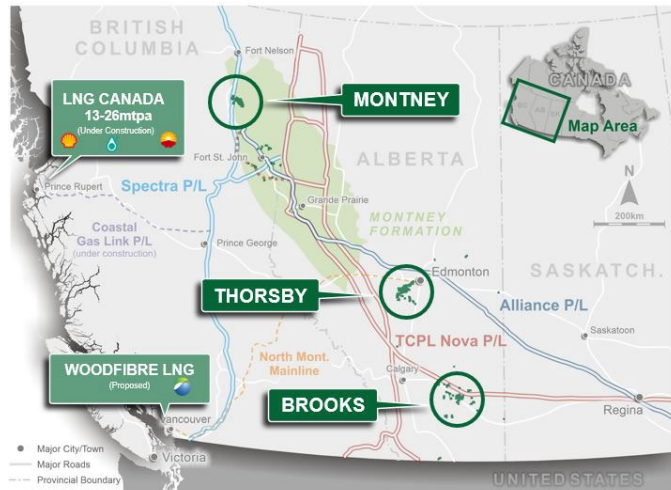 BRITISH
COLUMBIA
Fort Nelson
LNG CANADA
13-26mtpa
(Under Construction)
MONTNEY
CANADA
BC
AB
SK
Map Area
N
200km
Fort St. John
ALBERTA
Prince Rupert
Spectra P/L
Grande Prairie
Coastal
Gas Link P/L
(under construction)
Prince George
MONTNEY
FORMATION
SASKATCH.
Edmonton
THORSBY
Alliance P/L
TCPL Nova P/L
Saskatoon
WOODFIBRE LNG
(Proposed)
North Mont.
Mainline
Calgary
BROOKS
Regina
Vancouver
Major City/Town
Major Roads
Provincial Boundary
Victoria
UNITED STATES